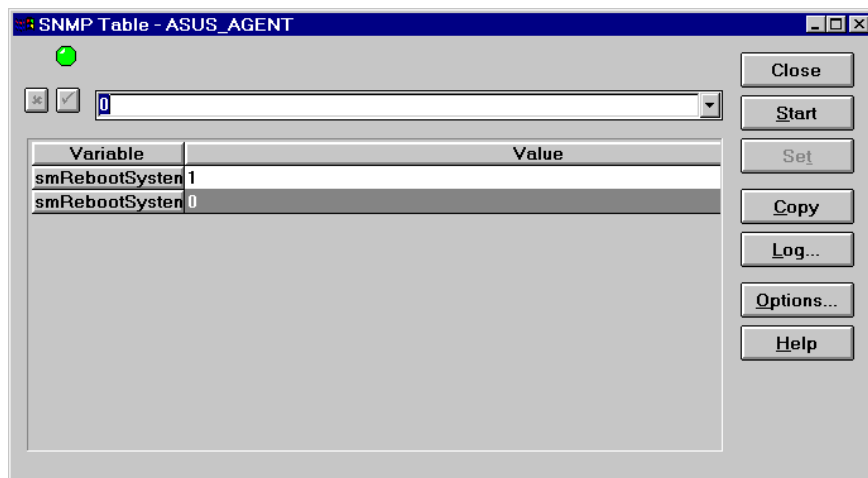 SNMP Table - ASUS_AGENT
0
Variable Value
smRebootSysten 1
smRebootSysten 0
Close
Start
Set
Copy
Log...
Options...
Help